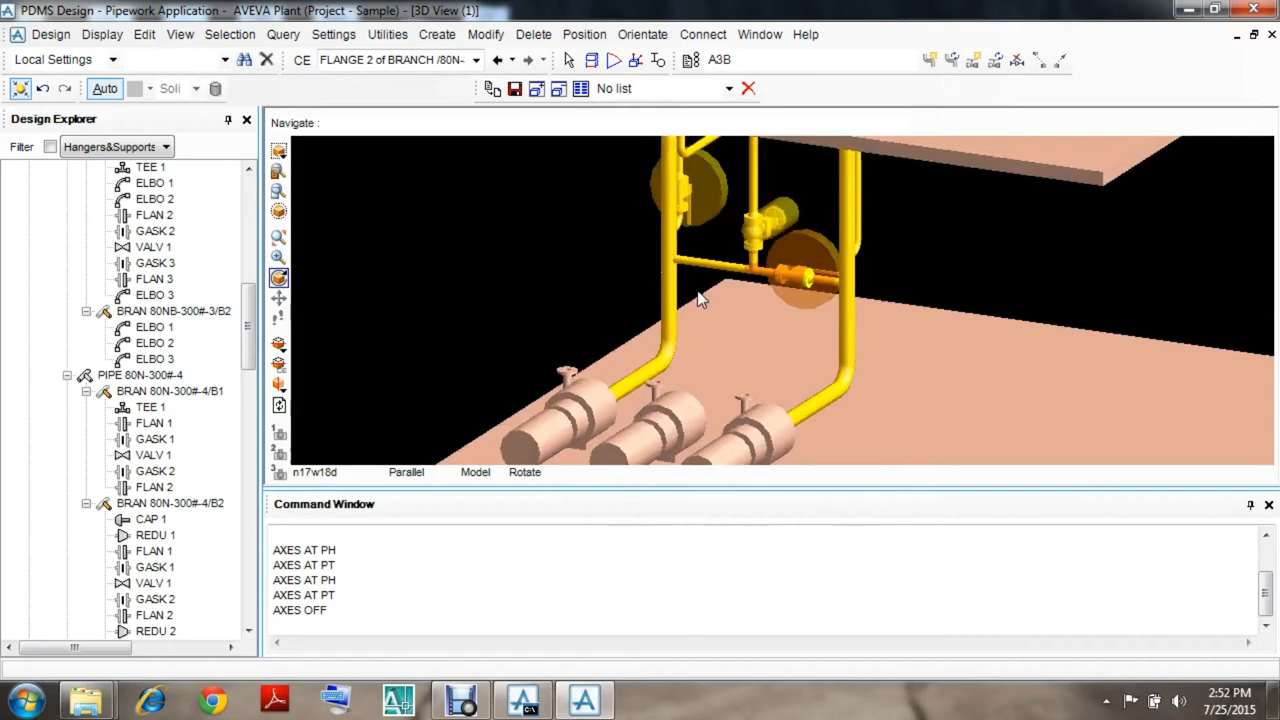 PDMS Design - Pipework Application - AVEVA Plant (Project - Sample) - [3D View (1)]
Design Display Edit View Selection Query Settings Utilities Create Modify Delete Position Orientate Connect Window Help
Local Settings CE FLANGE 2 of BRANCH /80N- A3B
Auto Soli No list
Design Explorer
Filter Hangers&Supports
TEE 1
ELBO 1
ELBO 2
FLAN 2
GASK 2
VALV 1
GASK 3
FLAN 3
ELBO 3
BRAN 80NB-300#-3/B2
ELBO 1
ELBO 2
ELBO 3
PIPE 80N-300#-4
BRAN 80N-300#-4/B1
TEE 1
FLAN 1
GASK 1
VALV 1
GASK 2
FLAN 2
BRAN 80N-300#-4/B2
CAP 1
REDU 1
FLAN 1
GASK 1
VALV 1
GASK 2
FLAN 2
REDU 2
Navigate :
CE
1
2
3
n17w18d Parallel Model Rotate
Command Window
AXES AT PH
AXES AT PT
AXES AT PH
AXES AT PT
AXES OFF
2:52 PM
7/25/2015